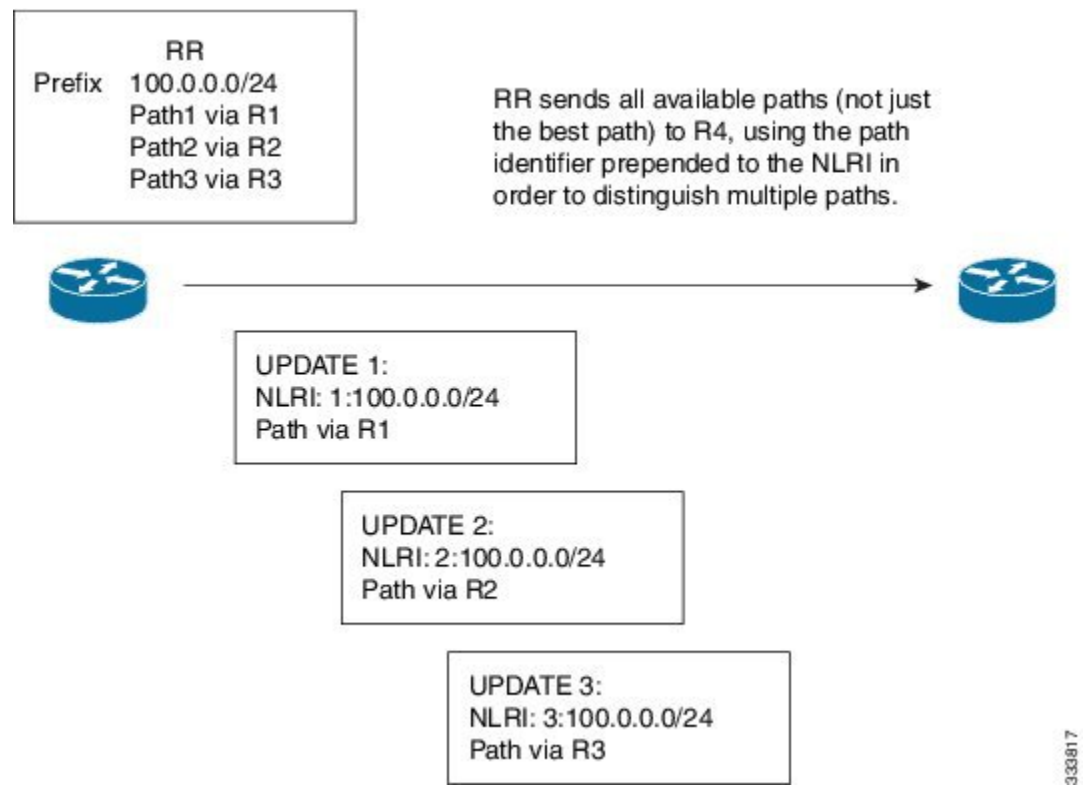 RR
Prefix 100.0.0.0/24
Path1 via R1
Path2 via R2
Path3 via R3
RR sends all available paths (not just
the best path) to R4, using the path
identifier prepended to the NLRI in
order to distinguish multiple paths.
UPDATE 1:
NLRI: 1:100.0.0.0/24
Path via R1
UPDATE 2:
NLRI: 2:100.0.0.0/24
Path via R2
UPDATE 3:
NLRI: 3:100.0.0.0/24
Path via R3
333817